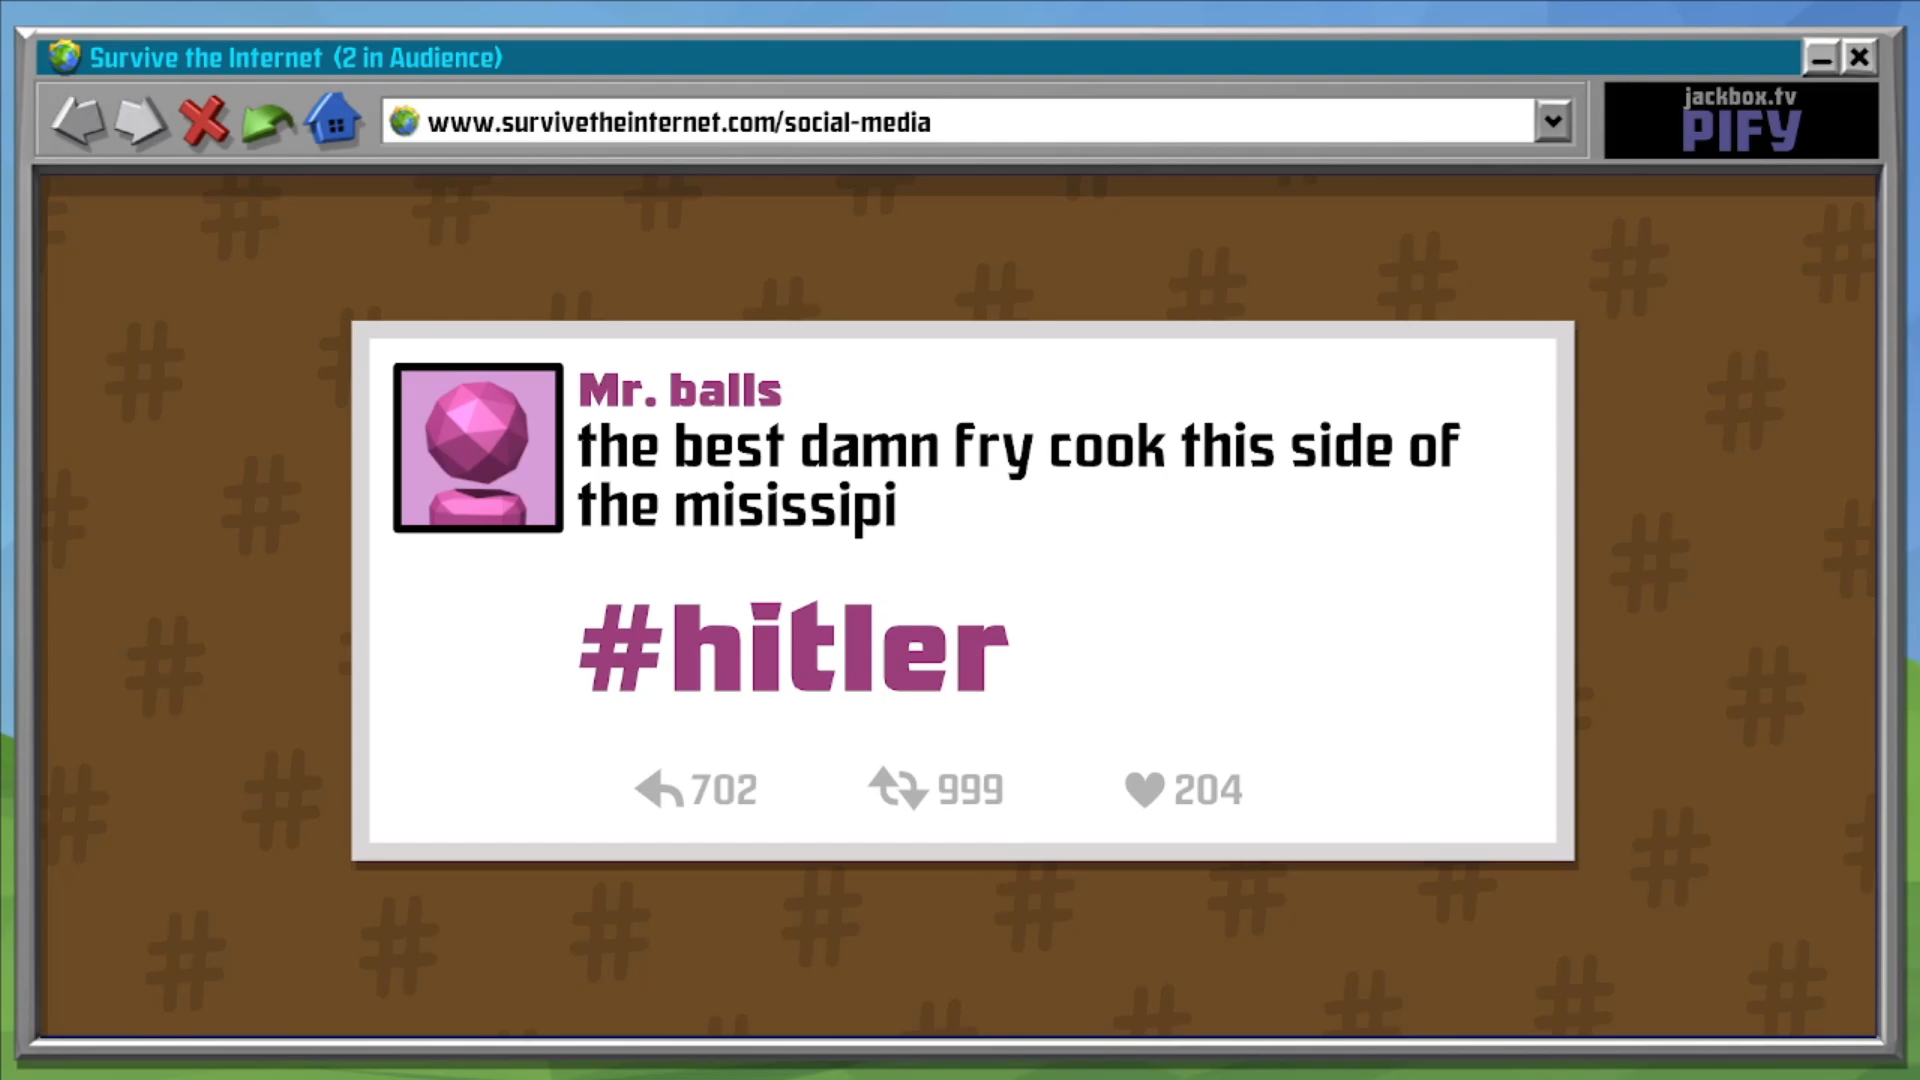 Survive the Internet (2 in Audience)
www.survivetheinternet.com/social-media
jackbox.tv
PIFY
Mr. balls
the best damn fry cook this side of
the misissipi
#hitler
702 999 204